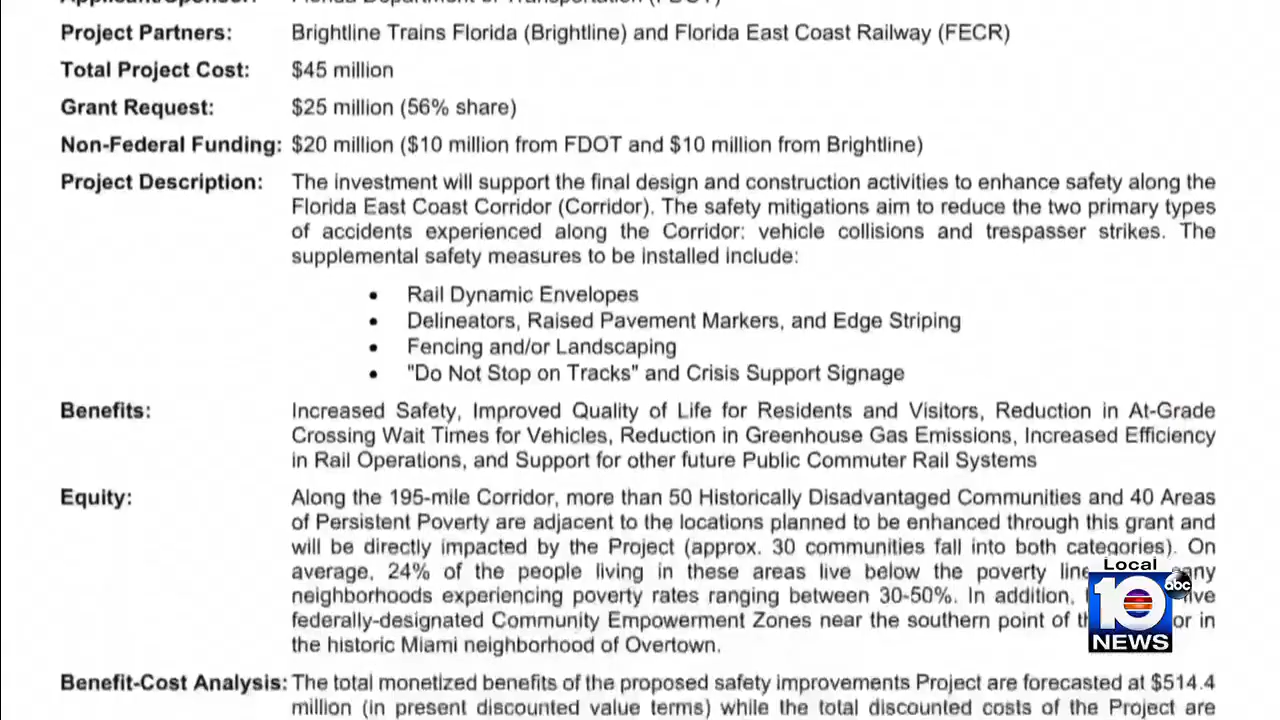 Project Partners: Brightline Trains Florida (Brightline) and Florida East Coast Railway (FECR)
Total Project Cost: $45 million
Grant Request: $25 million (56% share)
Non-Federal Funding: $20 million ($10 million from FDOT and $10 million from Brightline)
Project Description: The investment will support the final design and construction activities to enhance safety along the
Florida East Coast Corridor (Corridor). The safety mitigations aim to reduce the two primary types
of accidents experienced along the Corridor: vehicle collisions and trespasser strikes. The
supplemental safety measures to be installed include:
• Rail Dynamic Envelopes
• Delineators, Raised Pavement Markers, and Edge Striping
• Fencing and/or Landscaping
• "Do Not Stop on Tracks" and Crisis Support Signage
Benefits: Increased Safety, Improved Quality of Life for Residents and Visitors, Reduction in At-Grade
Crossing Wait Times for Vehicles, Reduction in Greenhouse Gas Emissions, Increased Efficiency
in Rail Operations, and Support for other future Public Commuter Rail Systems
Equity: Along the 195-mile Corridor, more than 50 Historically Disadvantaged Communities and 40 Areas
of Persistent Poverty are adjacent to the locations planned to be enhanced through this grant and
will be directly impacted by the Project (approx. 30 communities fall into both categories). On
average, 24% of the people living in these areas live below the poverty line
neighborhoods experiencing poverty rates ranging between 30-50%. In addition,
federally-designated Community Empowerment Zones near the southern point of in
the historic Miami neighborhood of Overtown.
Benefit-Cost Analysis: The total monetized benefits of the proposed safety improvements Project are forecasted at $514.4
million (in present discounted value terms) while the total discounted costs of the Project are
Local
10
abc
NEWS